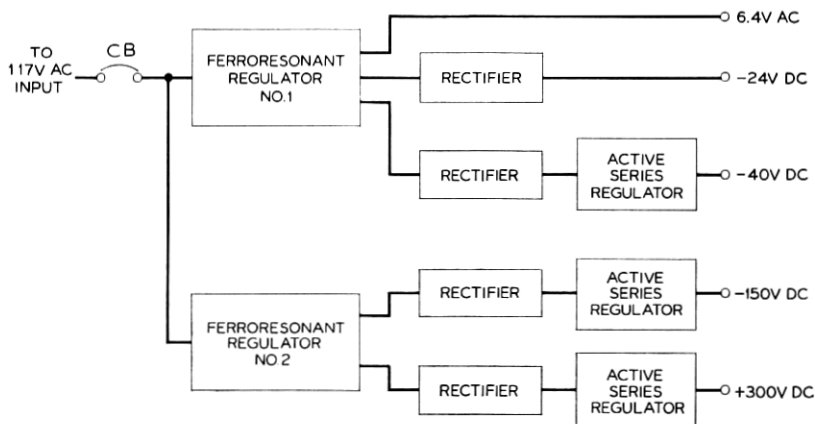 TO
117V AC
INPUT
CB
FERRORESONANT
REGULATOR
NO.1
6.4V AC
RECTIFIER
-24V DC
RECTIFIER
ACTIVE
SERIES
REGULATOR
-40V DC
FERRORESONANT
REGULATOR
NO.2
RECTIFIER
ACTIVE
SERIES
REGULATOR
-150V DC
RECTIFIER
ACTIVE
SERIES
REGULATOR
+300V DC